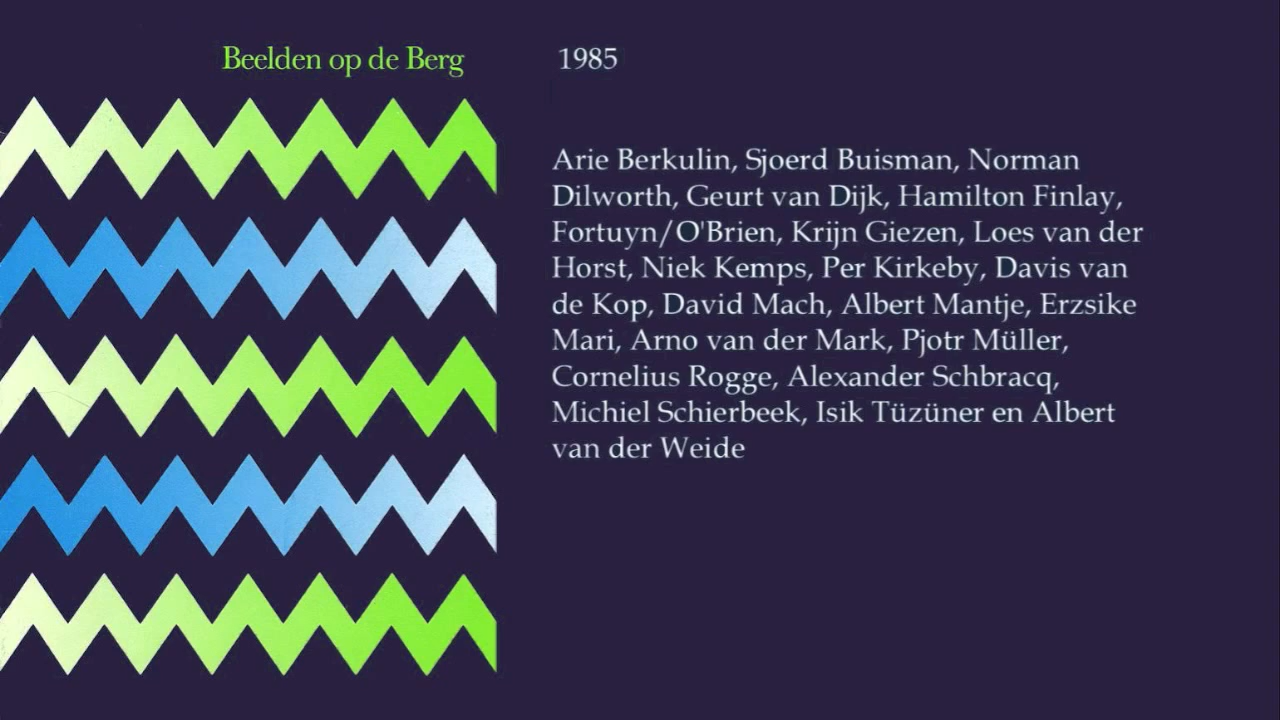 Beelden op de Berg
1985
Arie Berkulin, Sjoerd Buisman, Norman
Dilworth, Geurt van Dijk, Hamilton Finlay,
Fortuyn/O'Brien, Krijn Giezen, Loes van der
Horst, Niek Kemps, Per Kirkeby, Davis van
de Kop, David Mach, Albert Mantje, Erzsike
Mari, Arno van der Mark, Pjotr Müller,
Cornelius Rogge, Alexander Schbracq,
Michiel Schierbeek, Isik Tüzüner en Albert
van der Weide